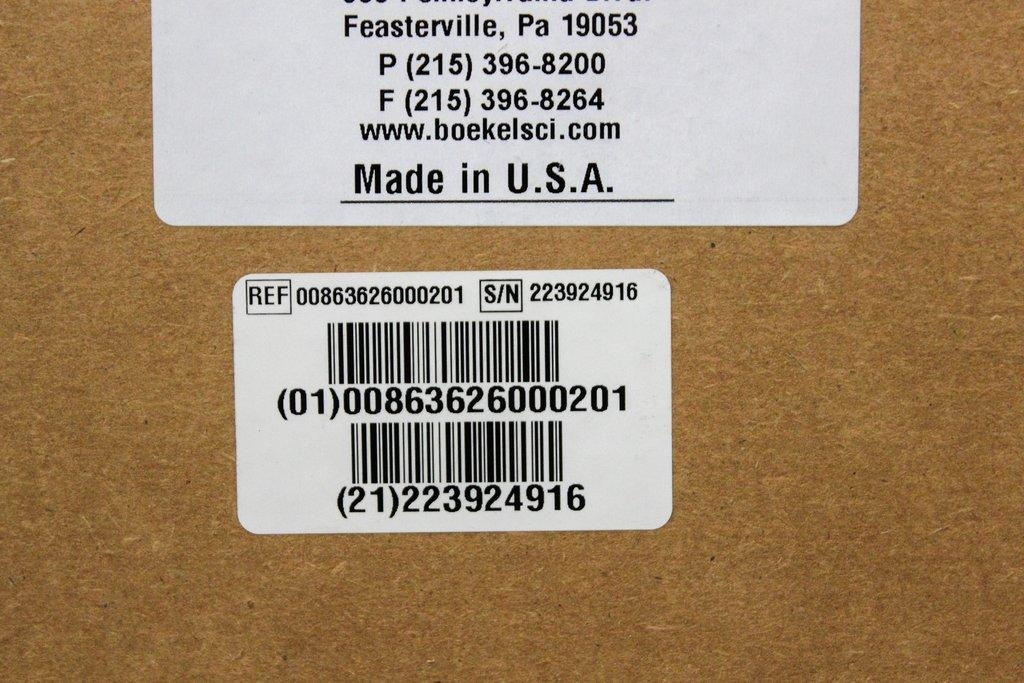 Feasterville, Pa 19053
P (215) 396-8200
F (215) 396-8264
www.boekelsci.com
Made in U.S.A.
REF 00863626000201 S/N 223924916
(01)00863626000201
(21)223924916